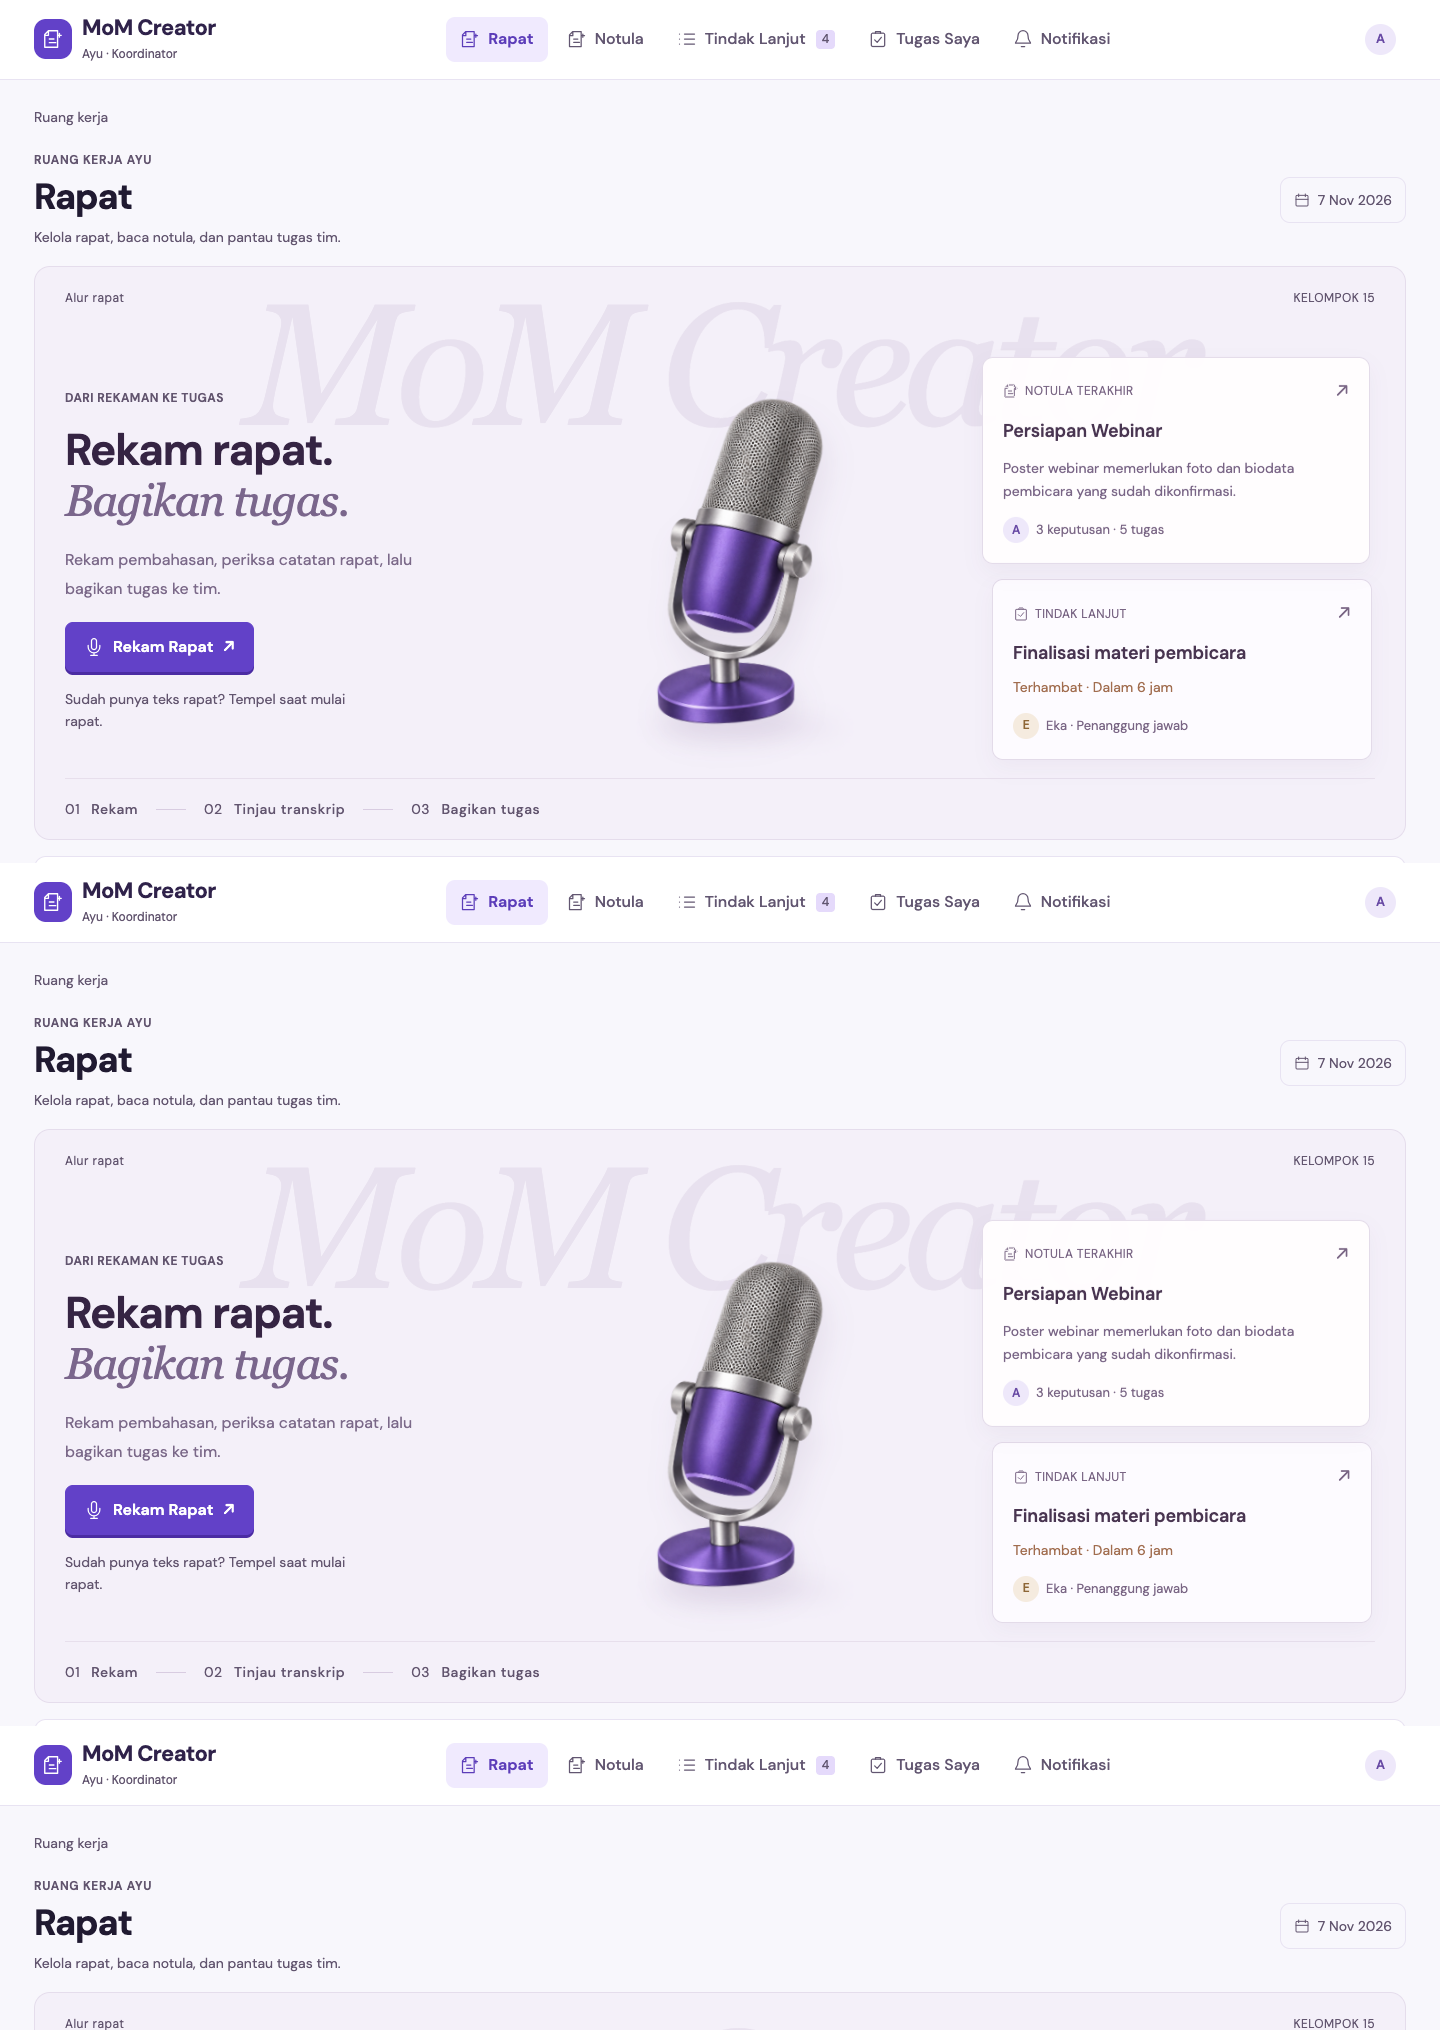 MoM Creator
Ayu · Koordinator
Rapat
Notula
Tindak Lanjut 4
Tugas Saya
Notifikasi
A
Ruang kerja
RUANG KERJA AYU
Rapat
7 Nov 2026
Kelola rapat, baca notula, dan pantau tugas tim.
Alur rapat
KELOMPOK 15
MoM Creator
DARI REKAMAN KE TUGAS
Rekam rapat.
Bagikan tugas.
Rekam pembahasan, periksa catatan rapat, lalu
bagikan tugas ke tim.
Rekam Rapat
Sudah punya teks rapat? Tempel saat mulai
rapat.
NOTULA TERAKHIR
Persiapan Webinar
Poster webinar memerlukan foto dan biodata
pembicara yang sudah dikonfirmasi.
A 3 keputusan · 5 tugas
TINDAK LANJUT
Finalisasi materi pembicara
Terhambat · Dalam 6 jam
E Eka · Penanggung jawab
01 Rekam
02 Tinjau transkrip
03 Bagikan tugas
MoM Creator
Ayu · Koordinator
Rapat
Notula
Tindak Lanjut 4
Tugas Saya
Notifikasi
A
Ruang kerja
RUANG KERJA AYU
Rapat
7 Nov 2026
Kelola rapat, baca notula, dan pantau tugas tim.
Alur rapat
KELOMPOK 15
MoM Creator
DARI REKAMAN KE TUGAS
Rekam rapat.
Bagikan tugas.
Rekam pembahasan, periksa catatan rapat, lalu
bagikan tugas ke tim.
Rekam Rapat
Sudah punya teks rapat? Tempel saat mulai
rapat.
NOTULA TERAKHIR
Persiapan Webinar
Poster webinar memerlukan foto dan biodata
pembicara yang sudah dikonfirmasi.
A 3 keputusan · 5 tugas
TINDAK LANJUT
Finalisasi materi pembicara
Terhambat · Dalam 6 jam
E Eka · Penanggung jawab
01 Rekam
02 Tinjau transkrip
03 Bagikan tugas
MoM Creator
Ayu · Koordinator
Rapat
Notula
Tindak Lanjut 4
Tugas Saya
Notifikasi
A
Ruang kerja
RUANG KERJA AYU
Rapat
7 Nov 2026
Kelola rapat, baca notula, dan pantau tugas tim.
Alur rapat
KELOMPOK 15